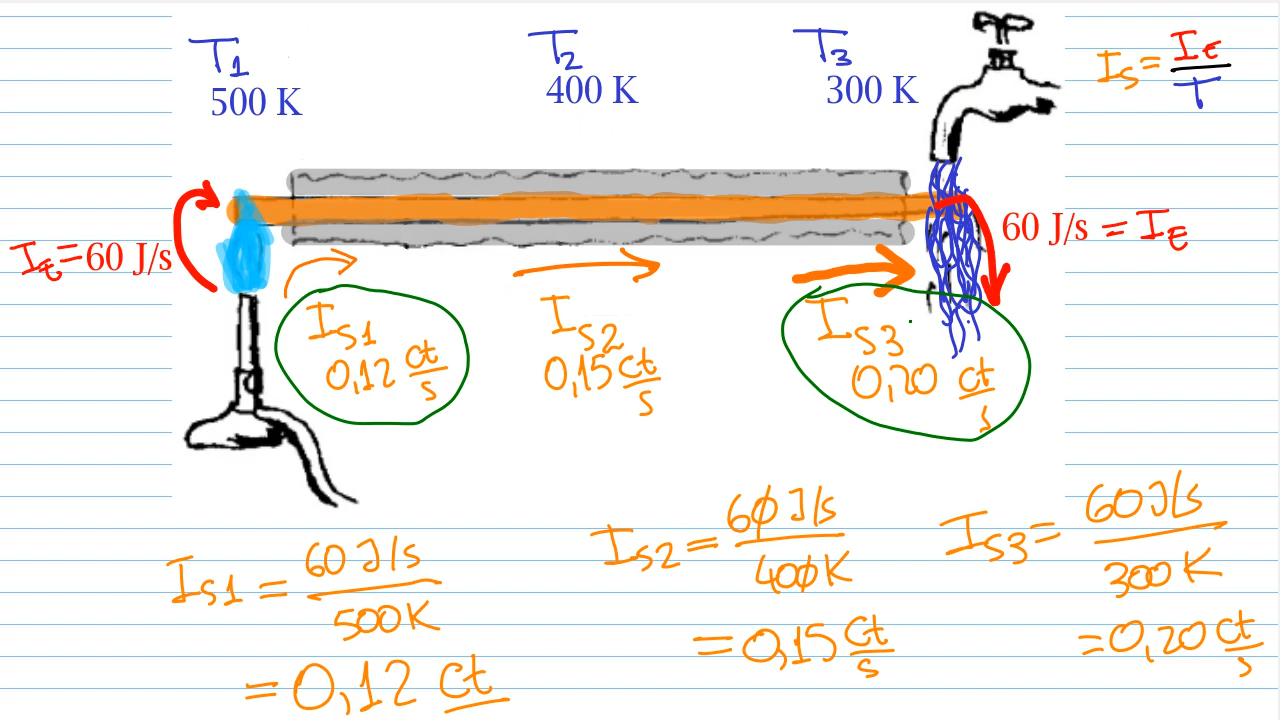 T1
500 K
T2
400 K
T3
300 K
IS = IE / T
IE = 60 J/s
60 J/s = IE
IS1
0,12 Ct/s
IS2
0,15 Ct/s
IS3
0,20 Ct/s
IS1 = 60 J/s / 500 K
= 0,12 Ct
IS2 = 60 J/s / 400 K
= 0,15 Ct/s
IS3 = 60 J/s / 300 K
= 0,20 Ct/s